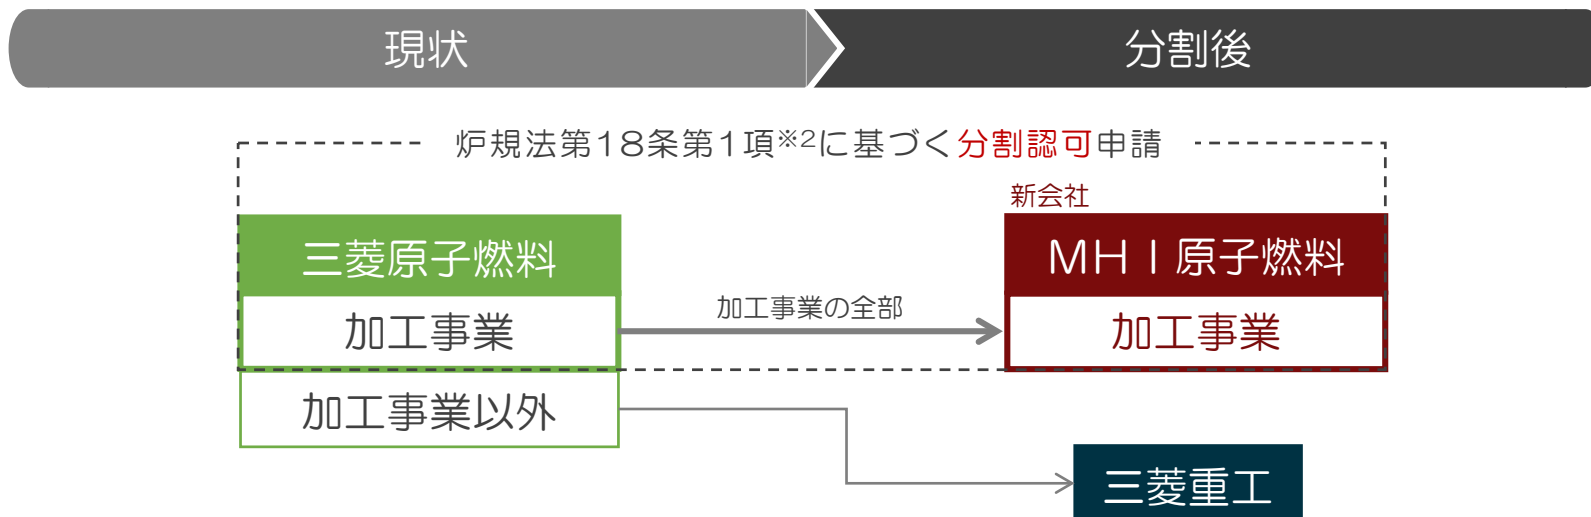 現状
分割後
炉規法第18条第1項※2に基づく分割認可申請
新会社
三菱原子燃料
MHI原子燃料
加工事業の全部
加工事業
加工事業
加工事業以外
三菱重工